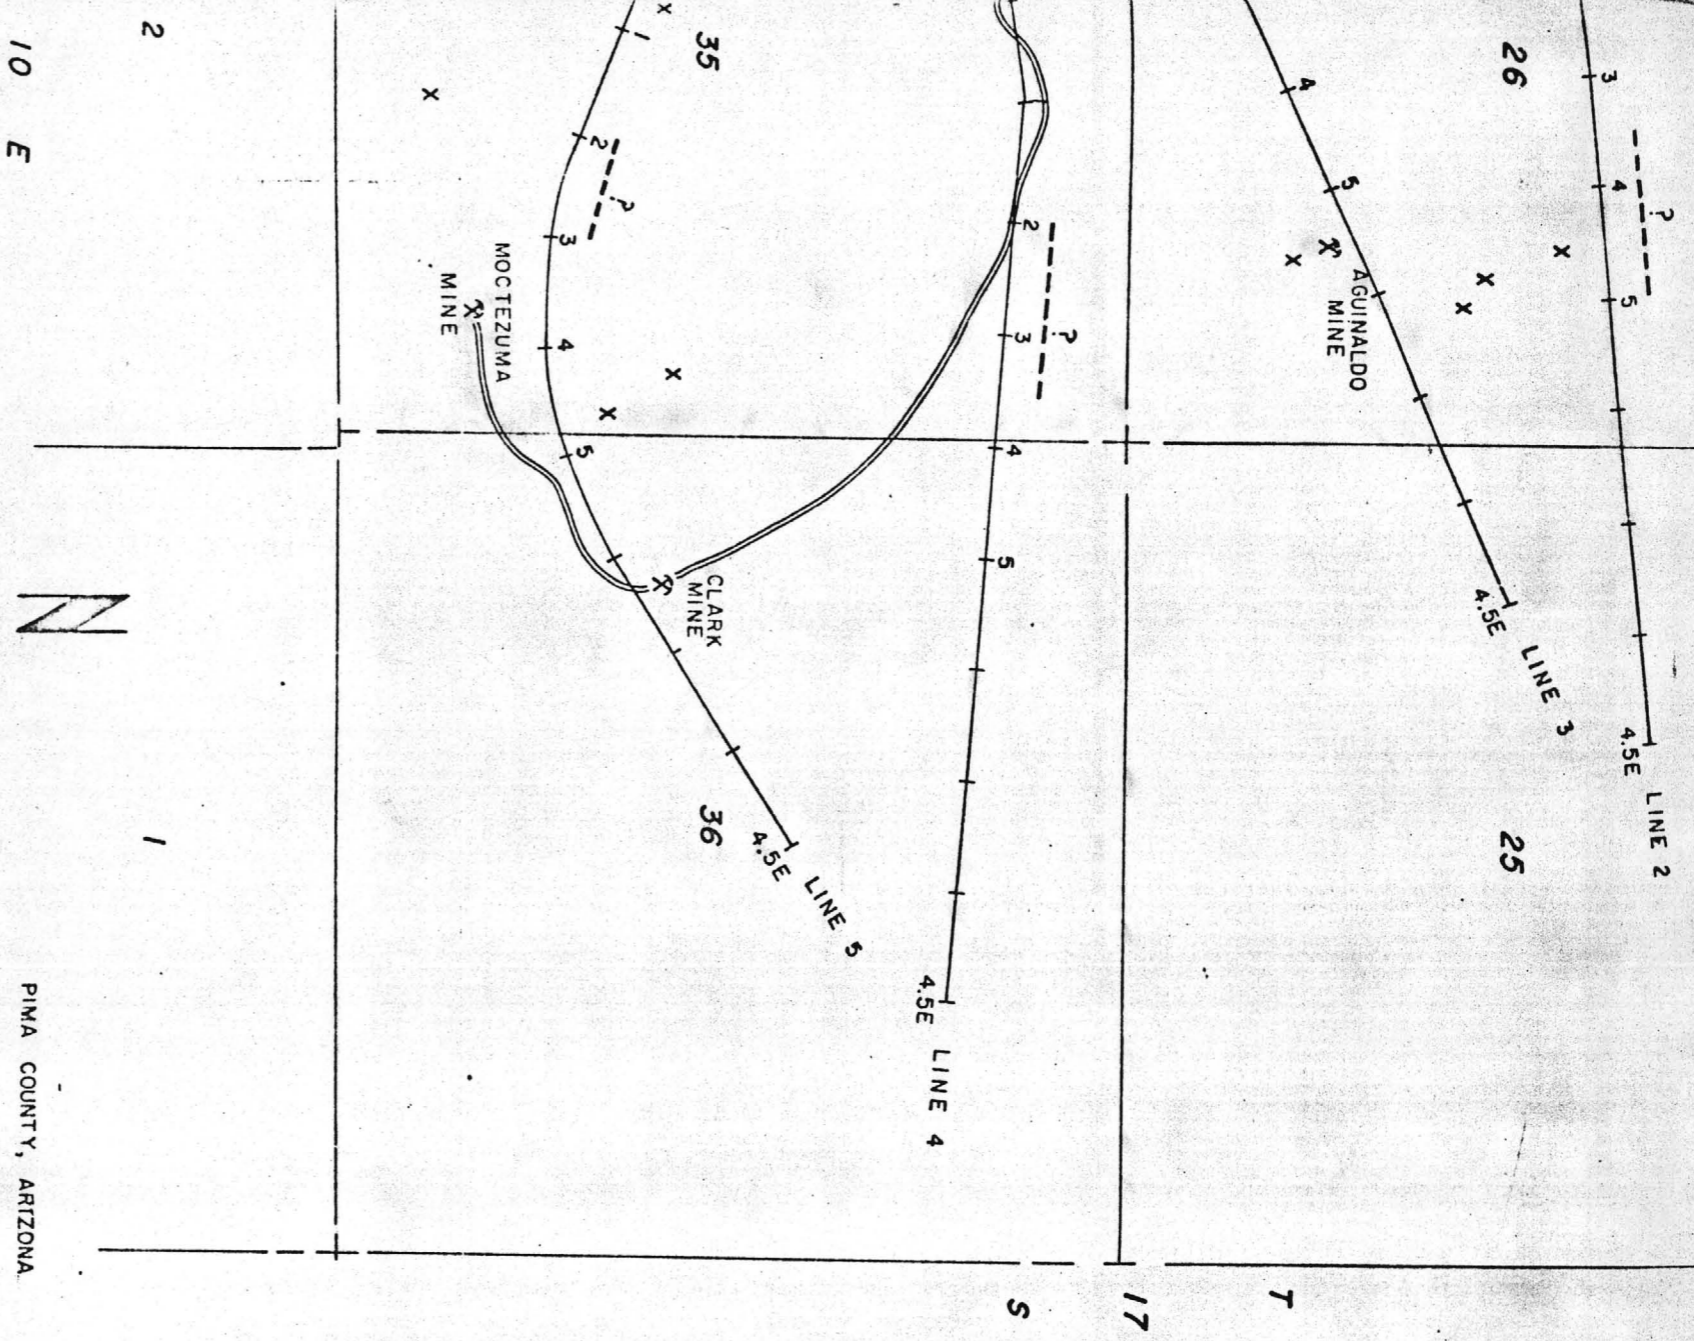 ?
3 4 5 4.5E LINE 2
26 25
4 5 4.5E LINE 3
AGUINALDO
MINE
T
17
S
?
2 3 4 5 4.5E LINE 4
35 36
CLARK
MINE
?
1 2 3 4 5 4.5E LINE 5
MOCTEZUMA
MINE
2 1
N
10 E
PIMA COUNTY, ARIZONA